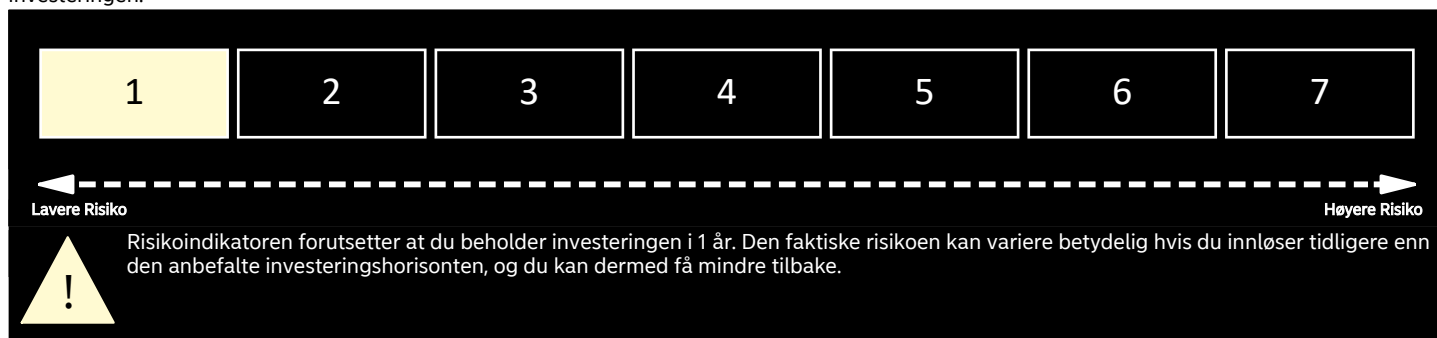 investeringen.
1 2 3 4 5 6 7
Lavere Risiko Høyere Risiko
Risikoindikatoren forutsetter at du beholder investeringen i 1 år. Den faktiske risikoen kan variere betydelig hvis du innløser tidligere enn
den anbefalte investeringshorisonten, og du kan dermed få mindre tilbake.
!